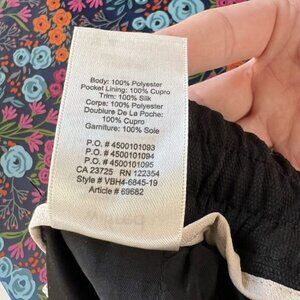 Body: 100% Polyester
Pocket Lining: 100% Cupro
Trim: 100% Silk
Corps: 100% Polyester
Doublure De La Poche:
100% Cupro
Garniture: 100% Soie
P.O. # 4500101093
P.O. # 4500101094
P.O. # 4500101095
CA 23725 RN 122354
Style # VBH4-6845-19
Article # 69682